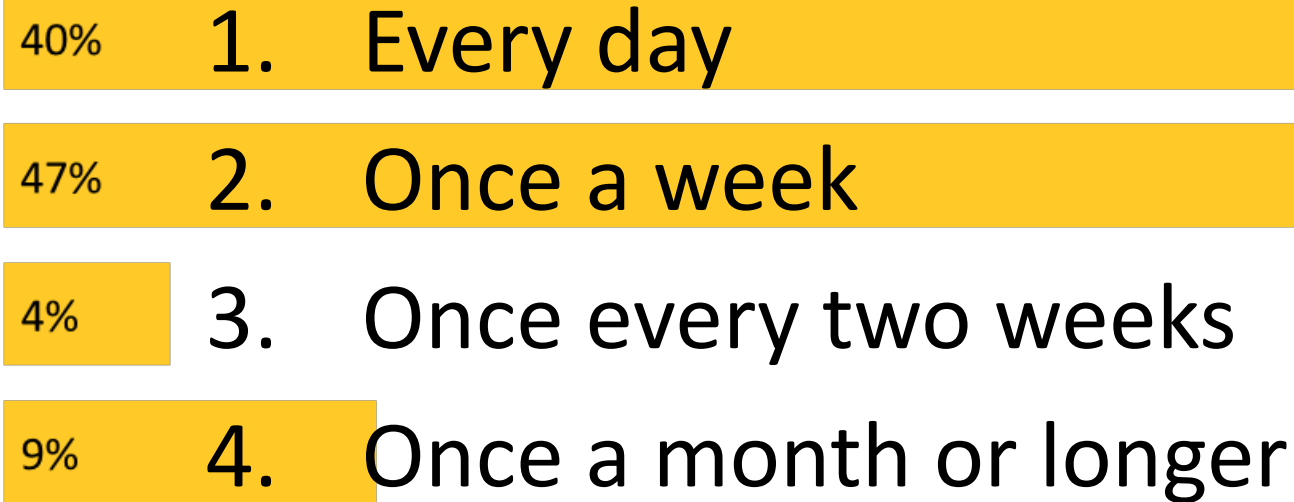 40% 1. Every day
47% 2. Once a week
4% 3. Once every two weeks
9% 4. Once a month or longer